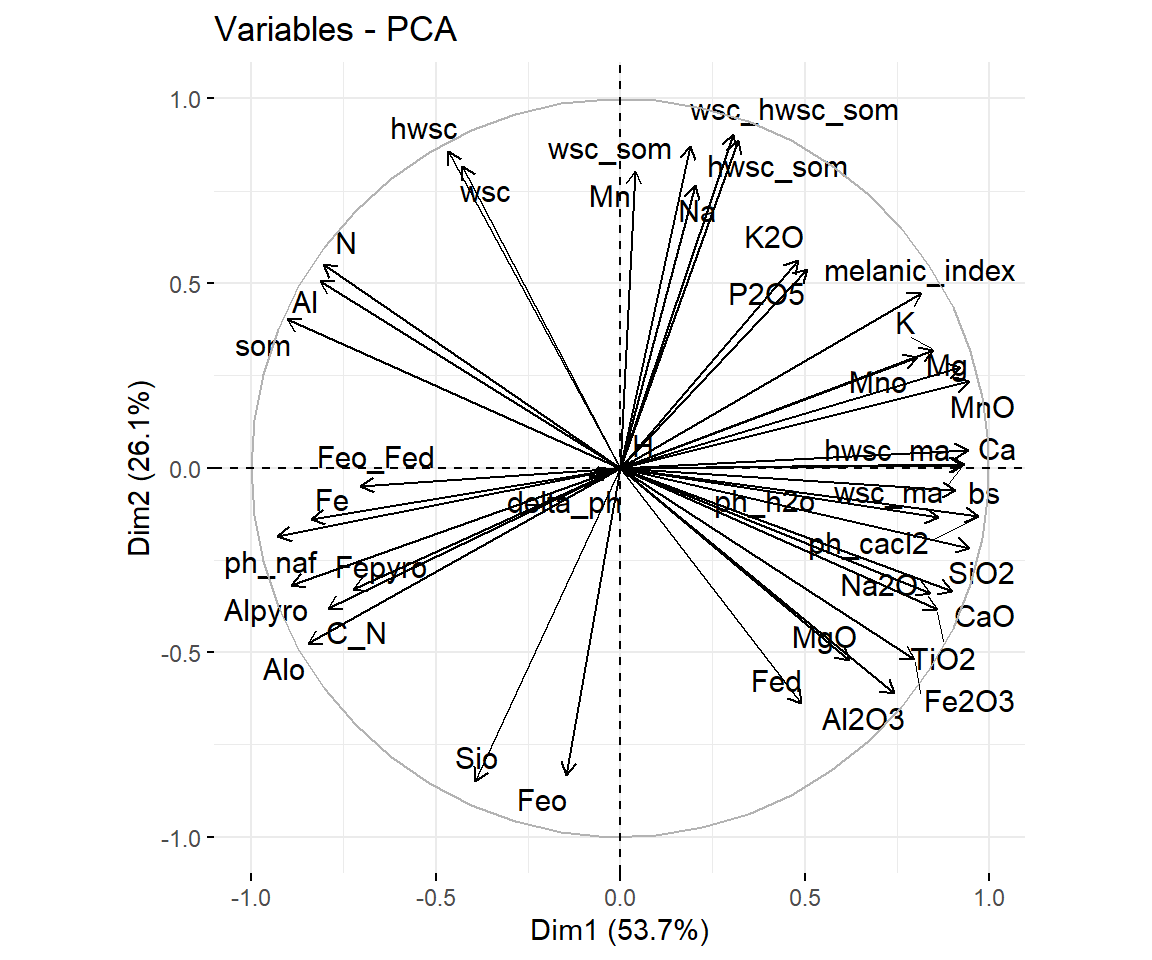 Variables - PCA
1.0
wsc_hwsc_som
hwsc
wsc_som
hwsc_som
wsc
Mn
Na
N
K2O
0.5
melanic_index
Al
P2O5
K
som
Mg
Mno
MnO
H
Feo_Fed
hwsc_ma
Ca
0.0
Fe
delta_ph
ph_h2o
wsc_ma
bs
ph_cacl2
ph_naf
Fepyro
SiO2
Na2O
Alpyro
CaO
C_N
MgO
-0.5
Alo
TiO2
Fed
Fe2O3
Al2O3
Sio
Feo
-1.0
-1.0 -0.5 0.0 0.5 1.0
Dim1 (53.7%)
Dim2 (26.1%)